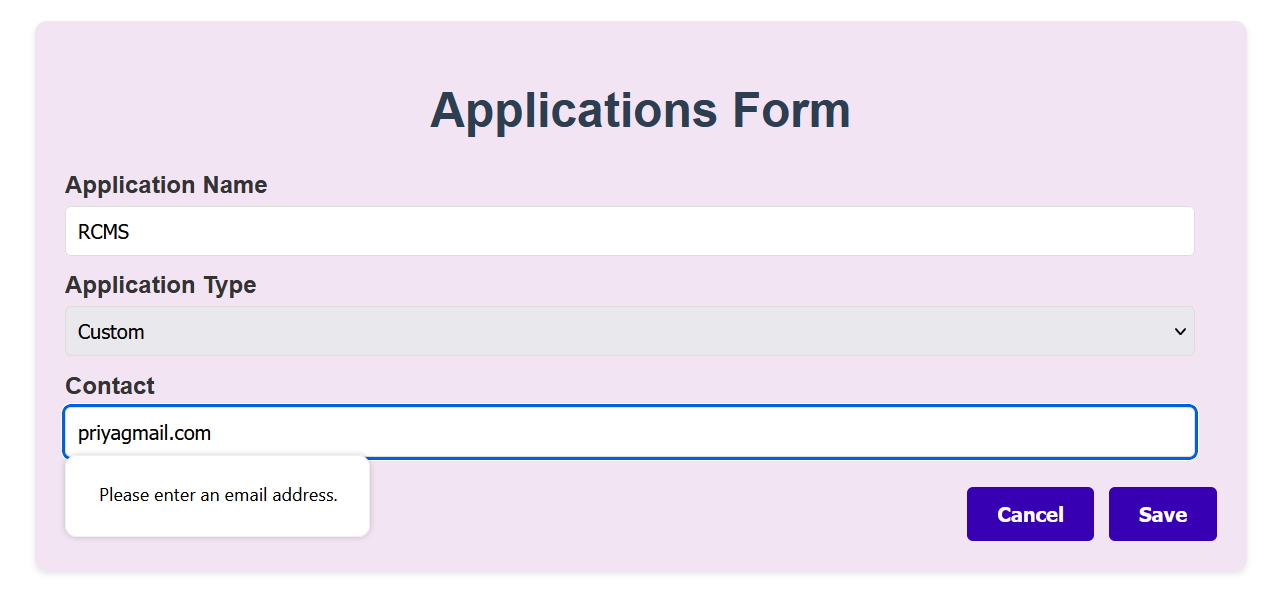 Applications Form
Application Name
RCMS
Application Type
Custom
Contact
priyagmail.com
Please enter an email address.
Cancel
Save